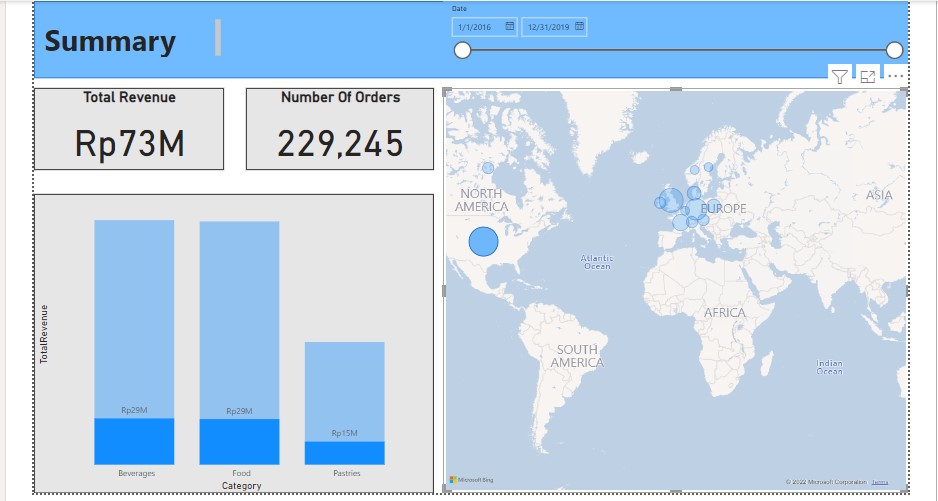 Date
Summary
1/1/2016
12/31/2019
Total Revenue
Rp73M
Number Of Orders
229,245
TotalRevenue
Rp29M
Rp29M
Rp15M
Beverages
Food
Pastries
Category
NORTH
AMERICA
EUROPE
ASIA
Atlantic
Ocean
AFRICA
SOUTH
AMERICA
Indian
Ocean
Microsoft Bing
© 2022 Microsoft Corporation Terms